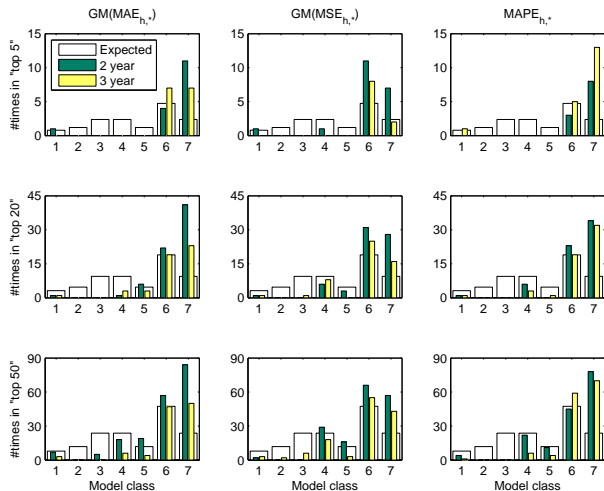 GM(MAE_{h,*})
GM(MSE_{h,*})
MAPE_{h,*}
#times in "top 5"
15
10
5
0
Expected
2 year
3 year
1 2 3 4 5 6 7
15
10
5
0
1 2 3 4 5 6 7
15
10
5
0
1 2 3 4 5 6 7
#times in "top 20"
45
30
15
0
1 2 3 4 5 6 7
45
30
15
0
1 2 3 4 5 6 7
45
30
15
0
1 2 3 4 5 6 7
#times in "top 50"
90
60
30
0
1 2 3 4 5 6 7
Model class
90
60
30
0
1 2 3 4 5 6 7
Model class
90
60
30
0
1 2 3 4 5 6 7
Model class